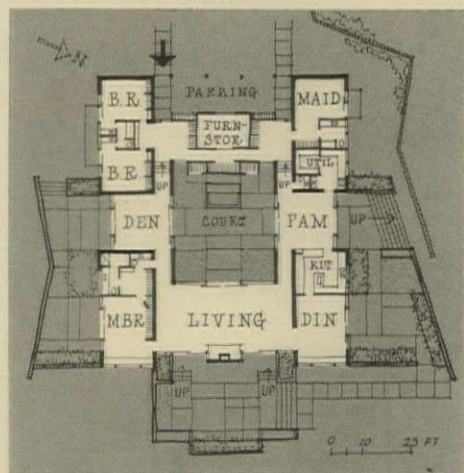 N
B.R.
PARKING
MAID
FURN-
STOR
UTIL
BR
UP
UP
DEN
COURT
FAM
UP
KIT
MBR
LIVING
DIN
UP
UP
0 10 25 FT